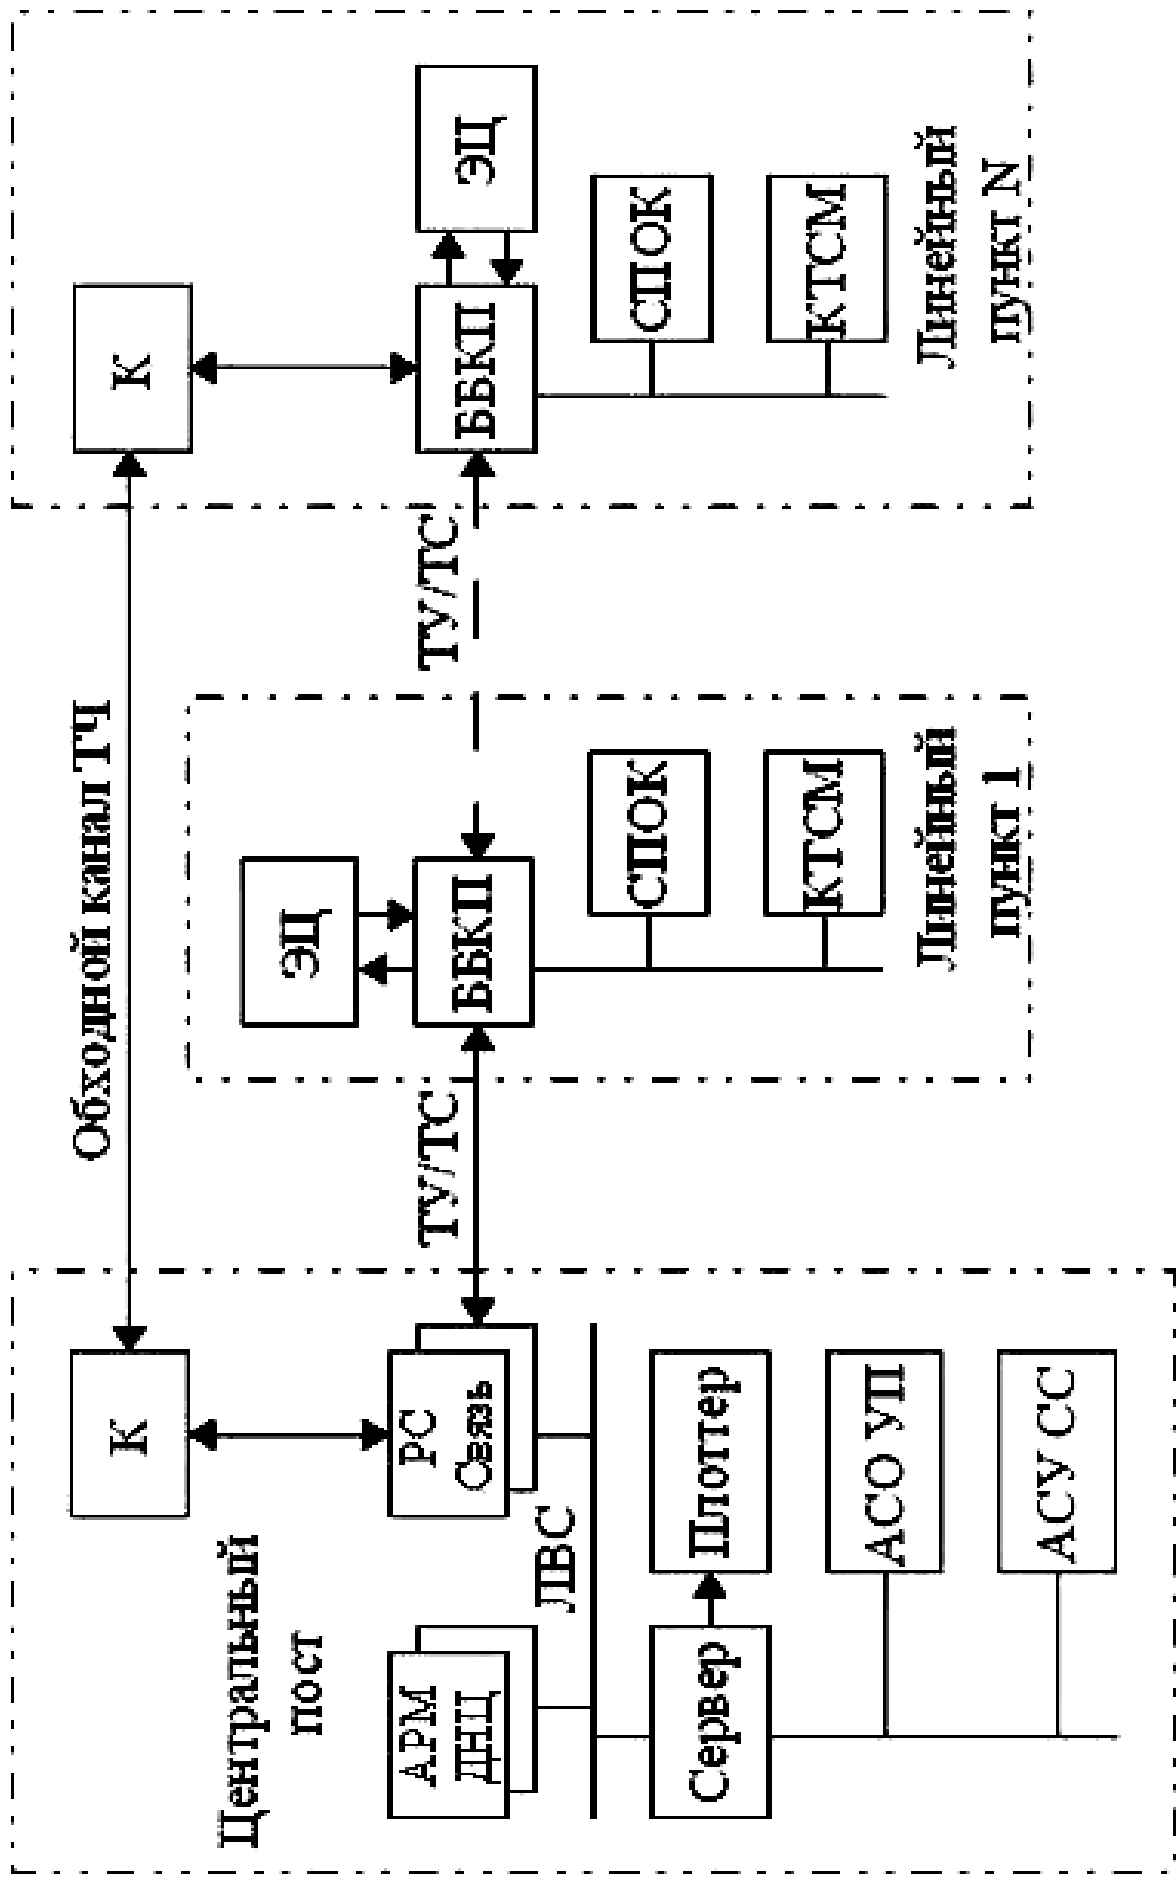 Обходной канал ТЧ
К
К
Центральный
пост
АРМ
ДНЦ
РС
Связь
ЛВС
ТУ/ТС
ЭЦ
ББКП
ТУ/ТС
ББКП
ЭЦ
Сервер
Плоттер
АСО УП
АСУ СС
СПОК
КТСМ
Линейный
пункт 1
СПОК
КТСМ
Линейный
пункт N